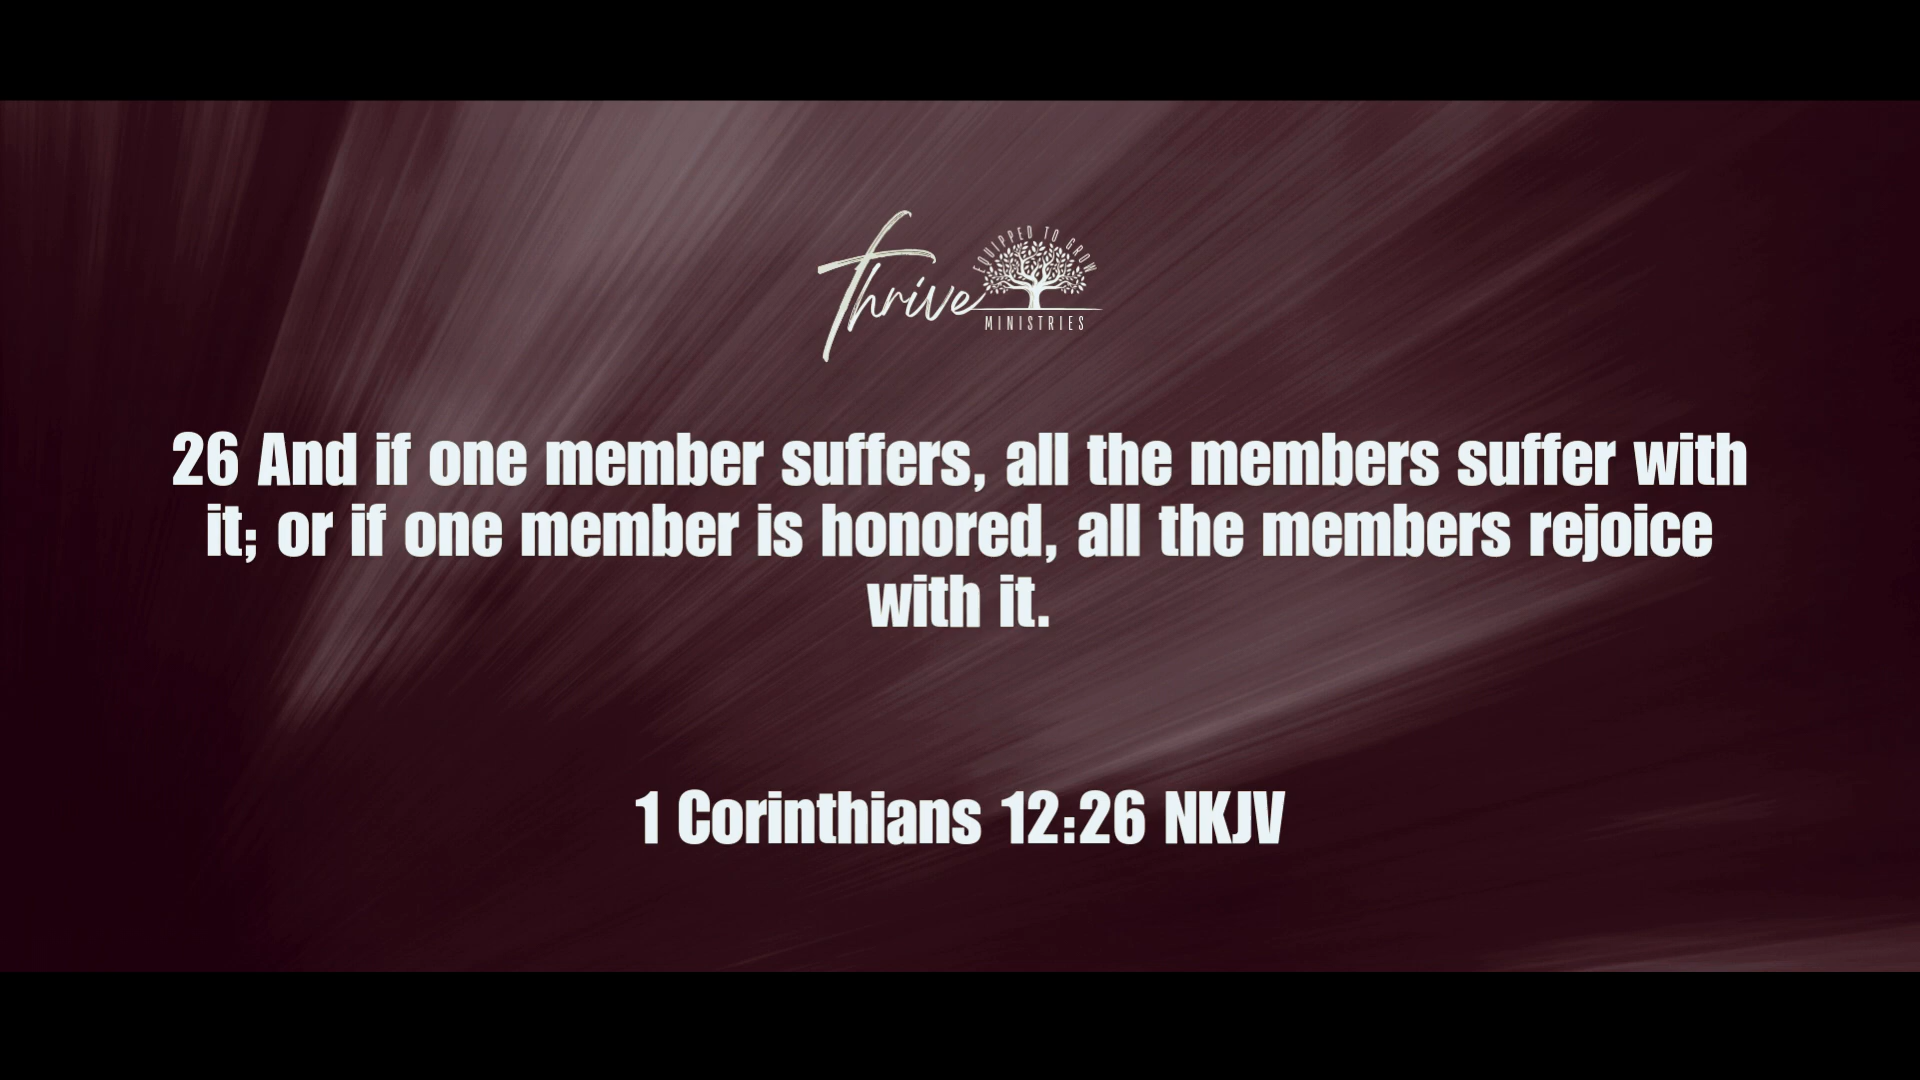 Thrive
EQUIPPED TO GROW
MINISTRIES
26 And if one member suffers, all the members suffer with
it; or if one member is honored, all the members rejoice
with it.
1 Corinthians 12:26 NKJV